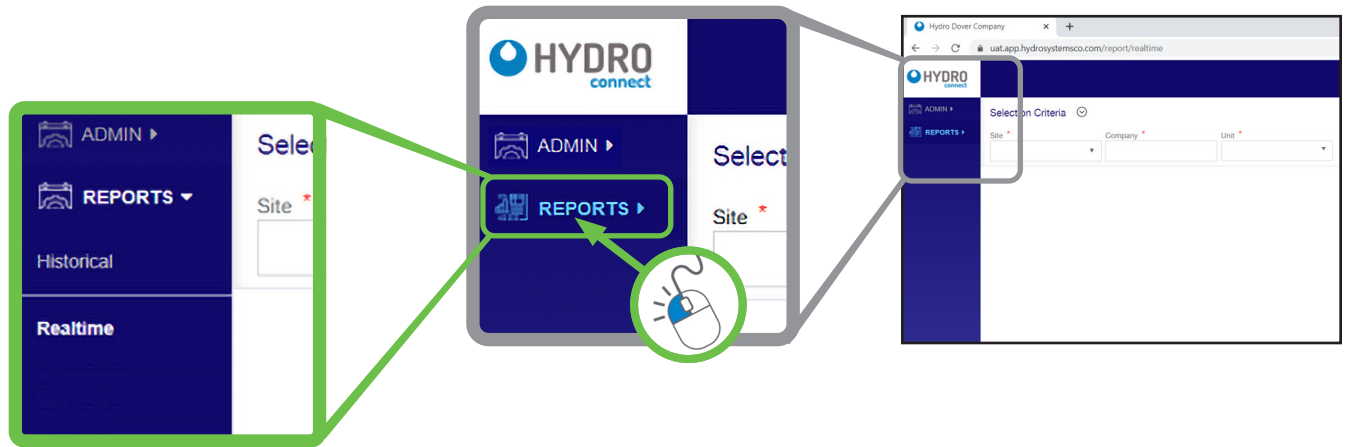 ADMIN
Selec
REPORTS
Site *
Historical
Realtime
HYDRO
connect
ADMIN
Select
REPORTS
Site *
Hydro Dover Company
uat.app.hydrosystemsco.com/report/realtime
HYDRO
connect
ADMIN
Selection Criteria
REPORTS
Site * Company * Unit *